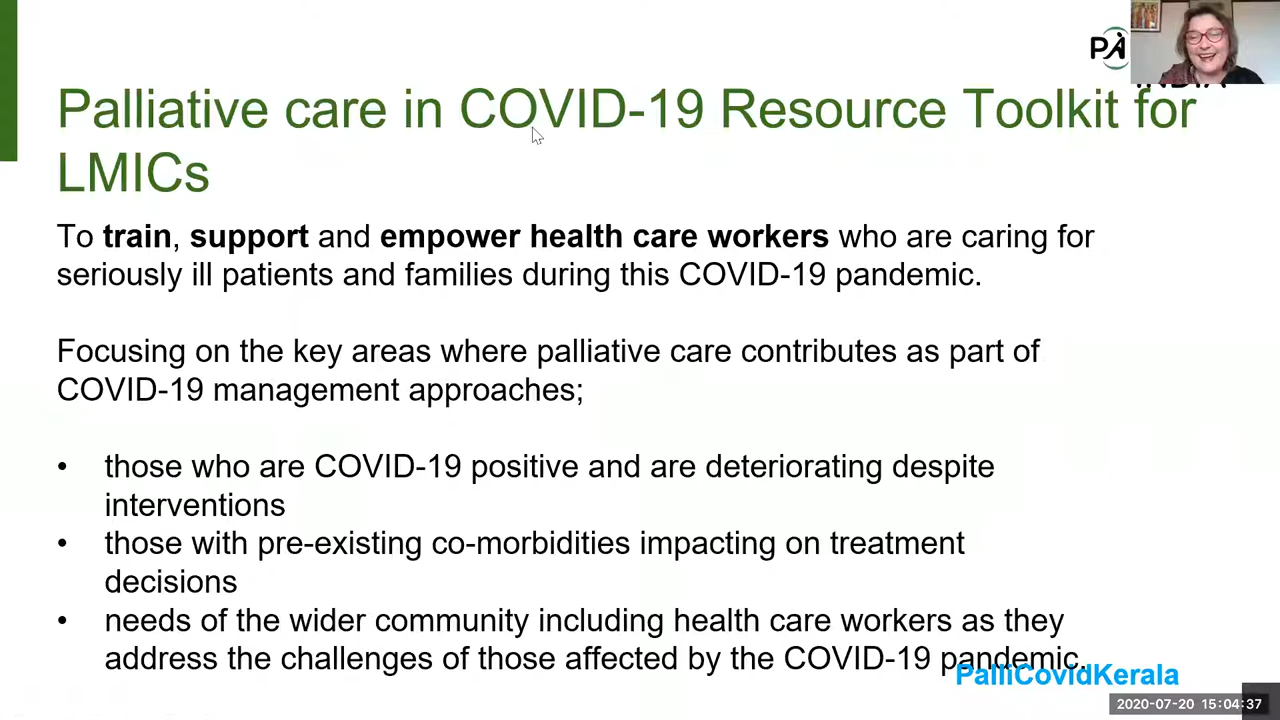 PA
INDIA
Palliative care in COVID-19 Resource Toolkit for
LMICs
To train, support and empower health care workers who are caring for
seriously ill patients and families during this COVID-19 pandemic.
Focusing on the key areas where palliative care contributes as part of
COVID-19 management approaches;
• those who are COVID-19 positive and are deteriorating despite
interventions
• those with pre-existing co-morbidities impacting on treatment
decisions
• needs of the wider community including health care workers as they
address the challenges of those affected by the COVID-19 pandemic.
PalliCovidKerala
2020-07-20 15:04:37